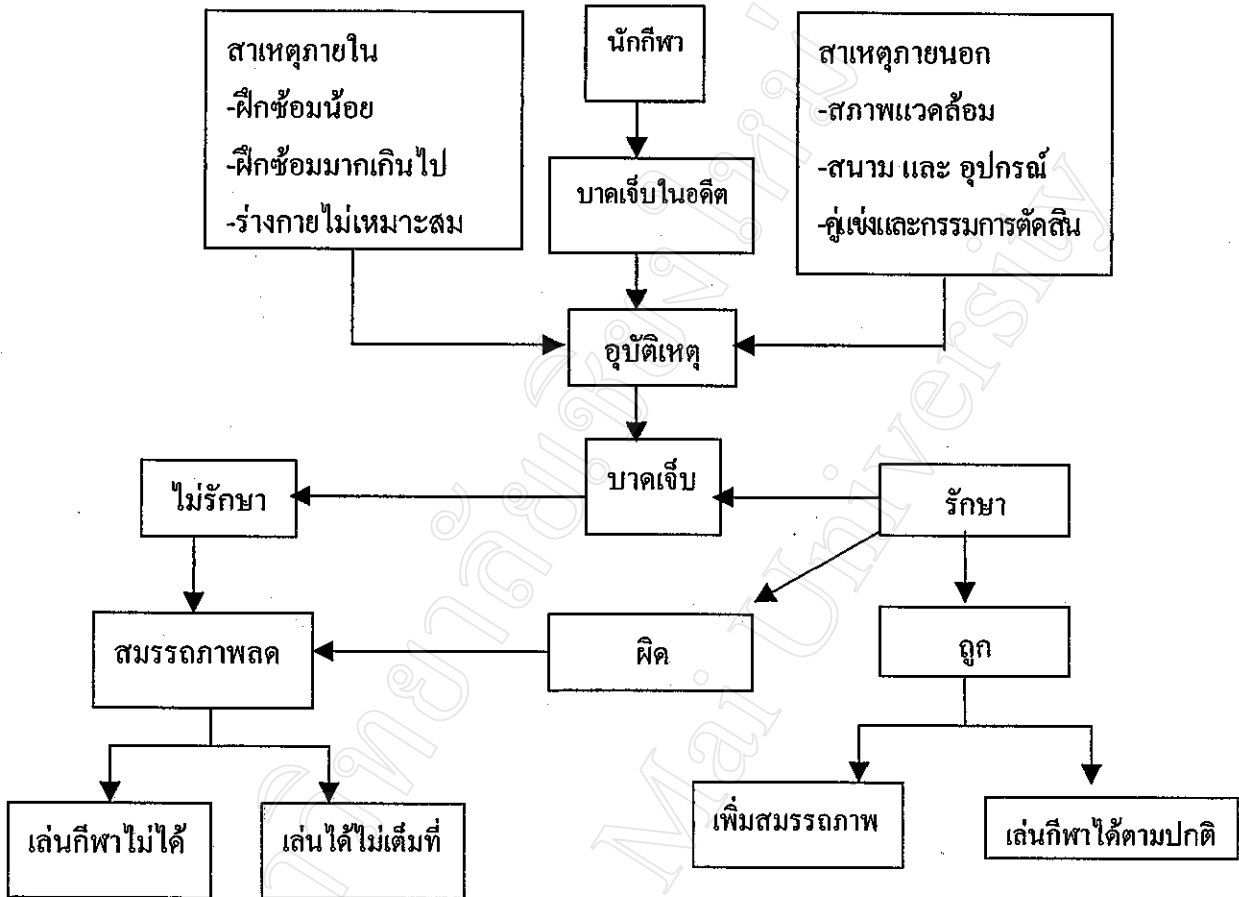 นักกีฬา
สาเหตุภายใน
-ฝึกซ้อมน้อย
-ฝึกซ้อมมากเกินไป
-ร่างกายไม่เหมาะสม
สาเหตุภายนอก
-สภาพแวดล้อม
-สนาม และ อุปกรณ์
-คู่แข่งและกรรมการตัดสิน
บาดเจ็บในอดีต
อุบัติเหตุ
บาดเจ็บ
ไม่รักษา
รักษา
สมรรถภาพลด
ผิด
ถูก
เล่นกีฬาไม่ได้
เล่นได้ไม่เต็มที่
เพิ่มสมรรถภาพ
เล่นกีฬาได้ตามปกติ
Mai University